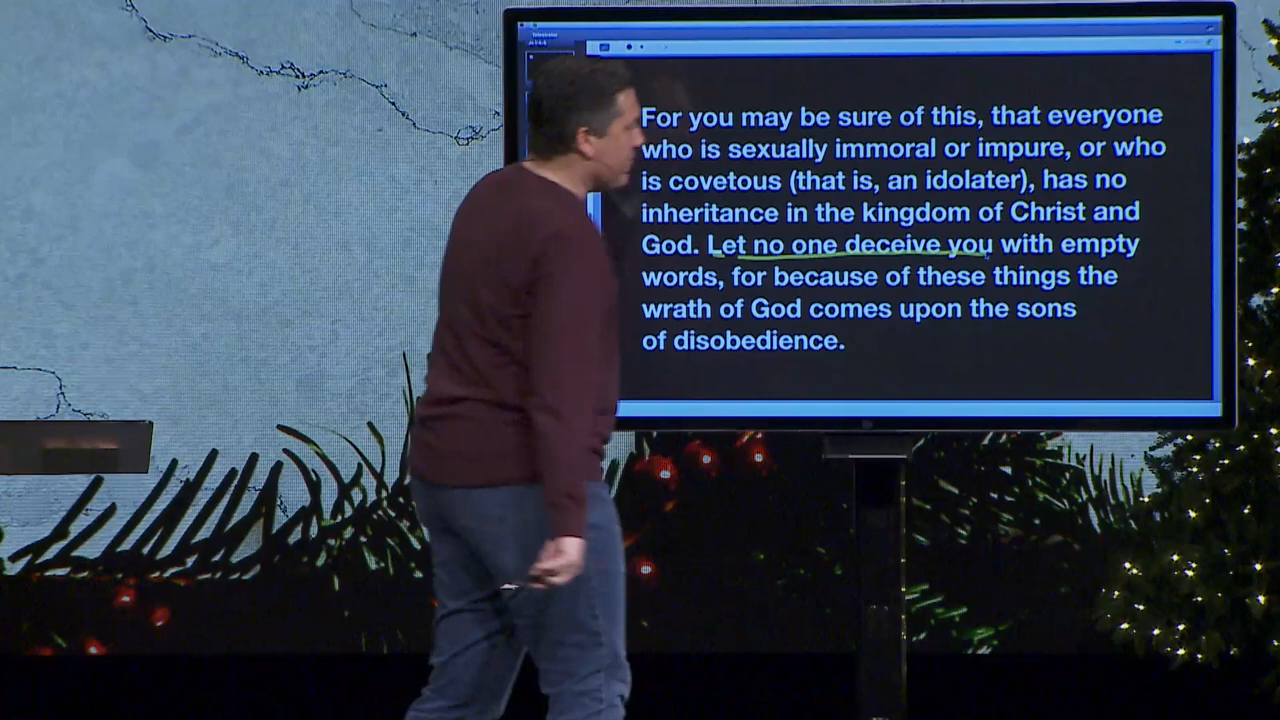 For you may be sure of this, that everyone
who is sexually immoral or impure, or who
is covetous (that is, an idolater), has no
inheritance in the kingdom of Christ and
God. Let no one deceive you with empty
words, for because of these things the
wrath of God comes upon the sons
of disobedience.